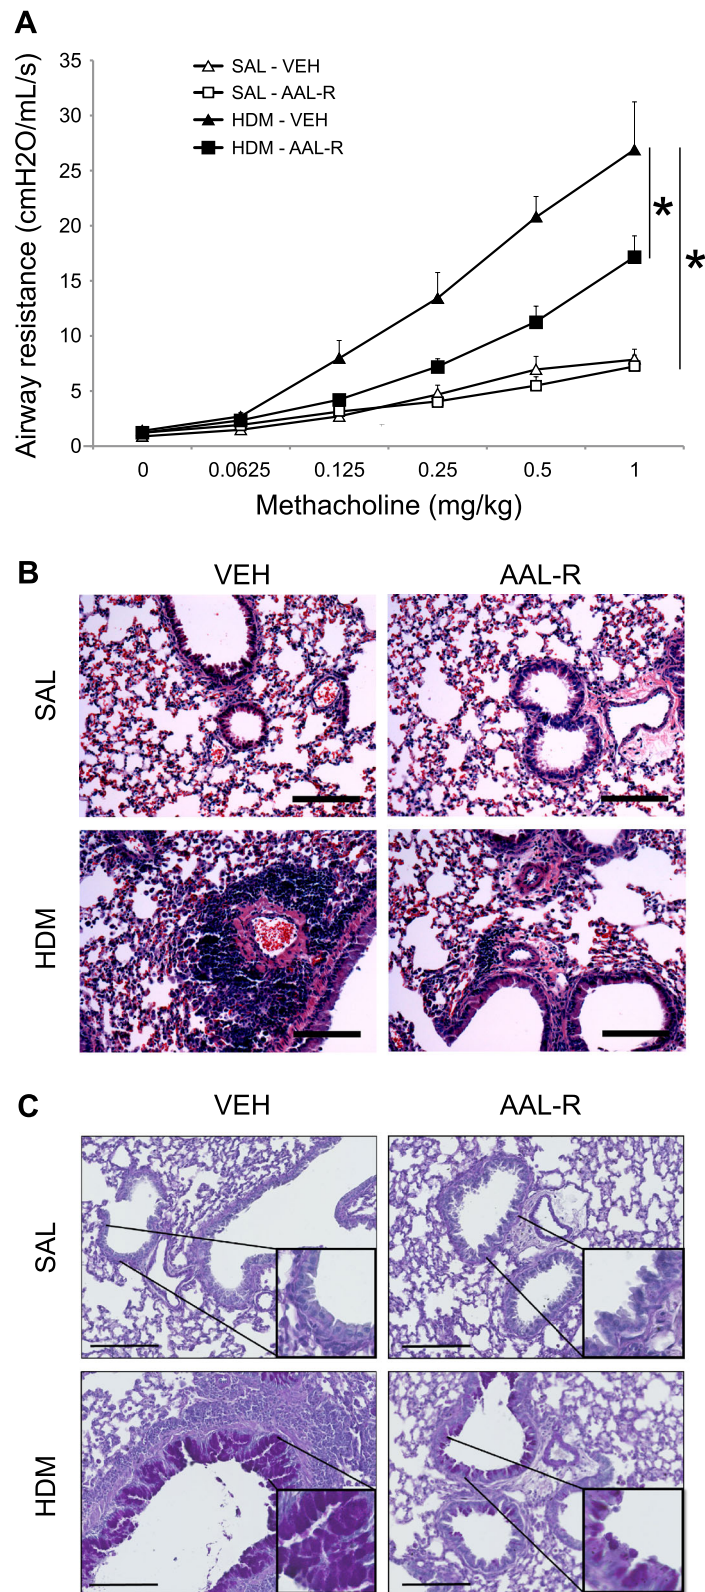 A
Airway resistance (cmH2O/mL/s)
35
30
25
20
15
10
5
0
SAL - VEH
SAL - AAL-R
HDM - VEH
HDM - AAL-R
*
*
0 0.0625 0.125 0.25 0.5 1
Methacholine (mg/kg)
B
VEH AAL-R
SAL
HDM
C
VEH AAL-R
SAL
HDM